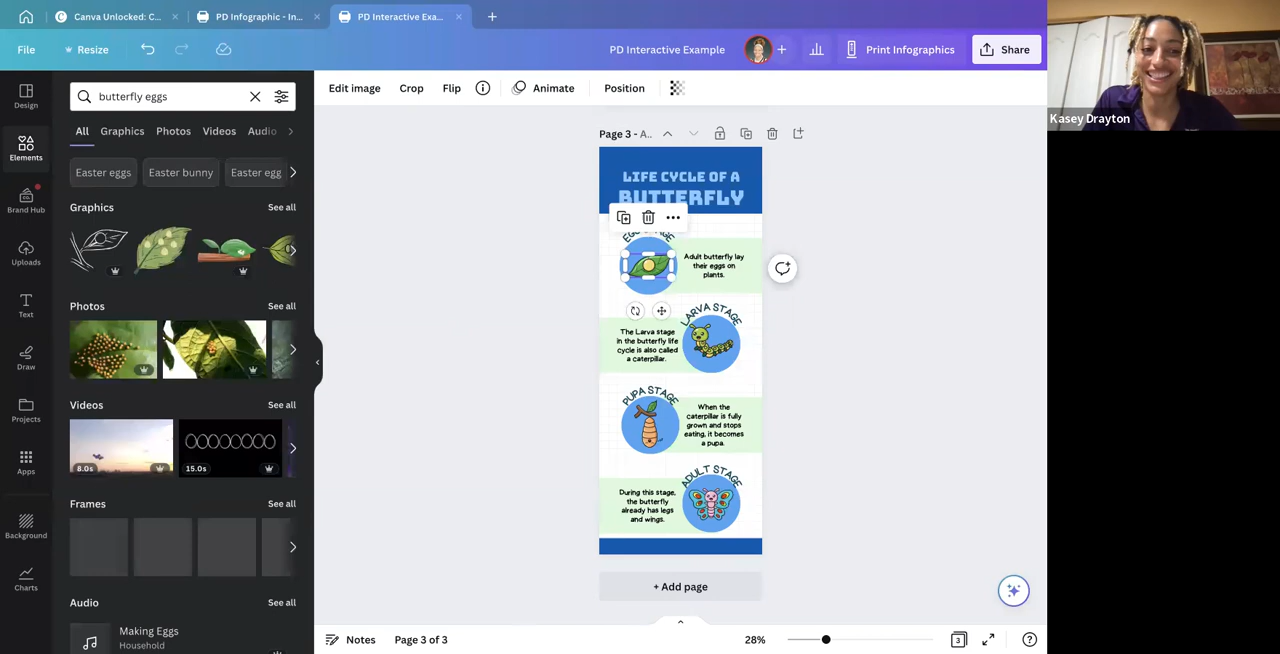 Canva Unlocked: C...
PD Infographic - In...
PD Interactive Exa...
File
Resize
PD Interactive Example
Print Infographics
Share
Design
Elements
Brand Hub
Uploads
Text
Draw
Projects
Apps
Background
Charts
butterfly eggs
All Graphics Photos Videos Audio
Easter eggs Easter bunny Easter egg
Graphics See all
Photos See all
Videos See all
8.0s
15.0s
Frames See all
Audio See all
Making Eggs
Household
Edit image Crop Flip Animate Position
Page 3 - A..
LIFE CYCLE OF A
BUTTERFLY
Adult butterfly lay
their eggs on
plants.
LARVA STAGE
The Larva stage
in the butterfly life
cycle is also called
a caterpillar.
PUPA STAGE
When the
caterpillar is fully
grown and stops
eating, it becomes
a pupa.
ADULT STAGE
During this stage,
the butterfly
already has legs
and wings.
+ Add page
Notes Page 3 of 3
28%
3
Kasey Drayton